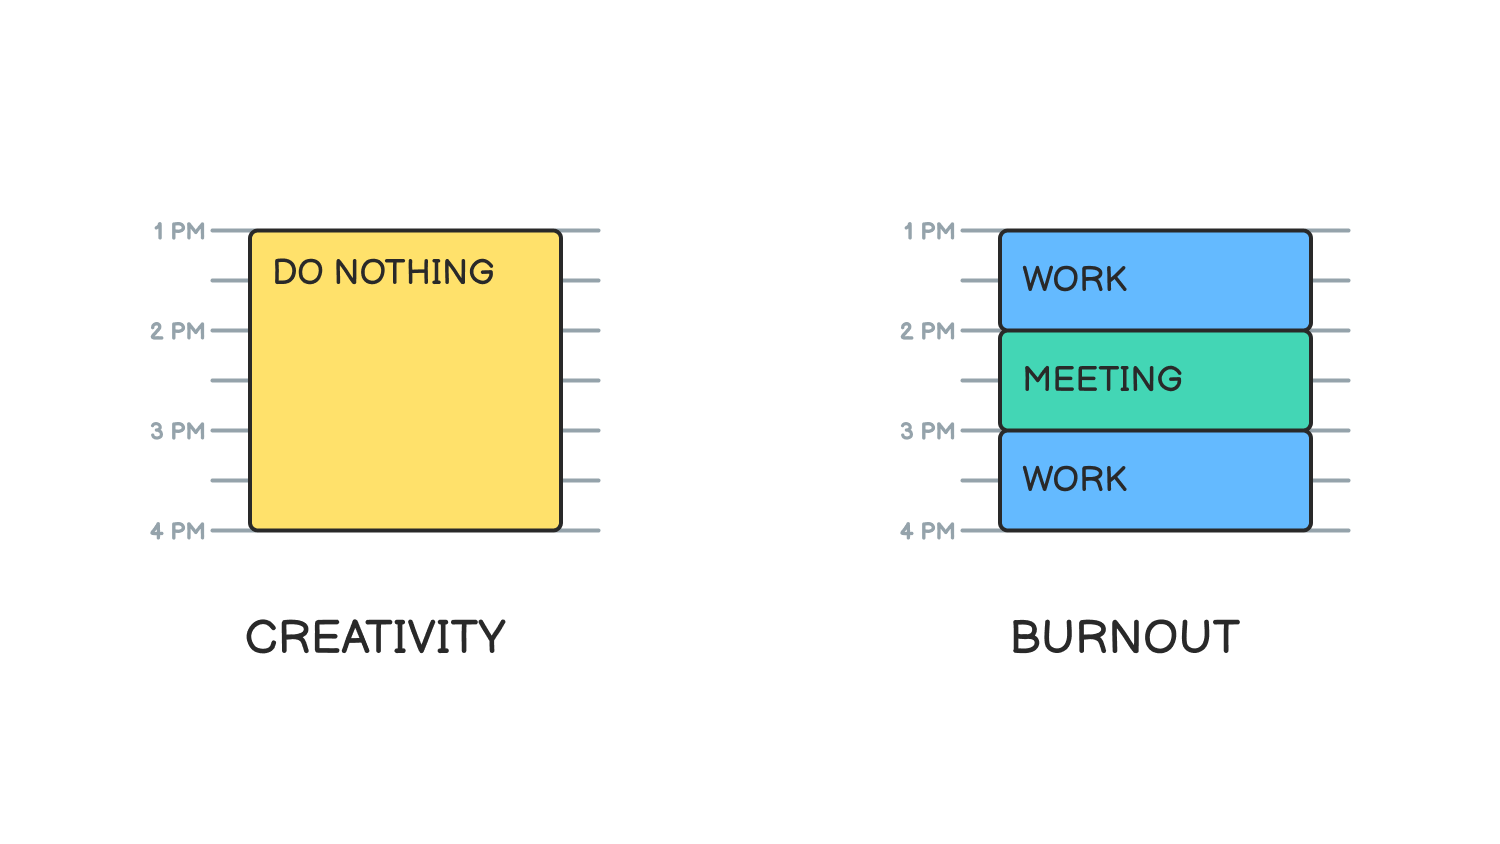 1 PM
DO NOTHING
2 PM
3 PM
4 PM
CREATIVITY
1 PM
WORK
2 PM
MEETING
3 PM
WORK
4 PM
BURNOUT